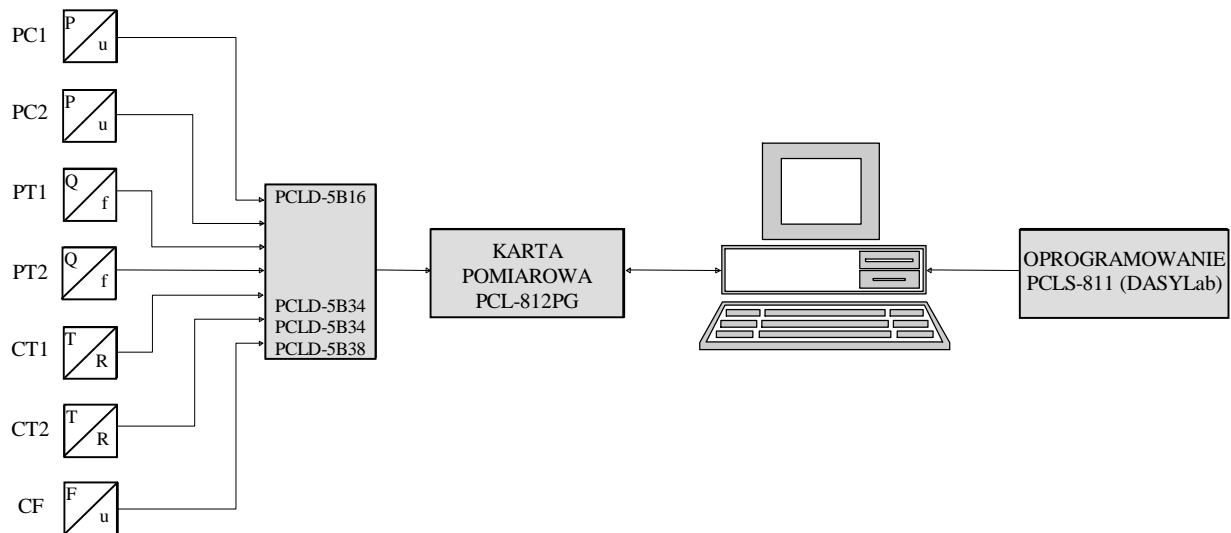 PC1
P
u
PC2
P
u
PT1
Q
f
PT2
Q
f
CT1
T
R
CT2
T
R
CF
F
u
PCLD-5B16
PCLD-5B34
PCLD-5B34
PCLD-5B38
KARTA
POMIAROWA
PCL-812PG
OPROGRAMOWANIE
PCLS-811 (DASYLab)